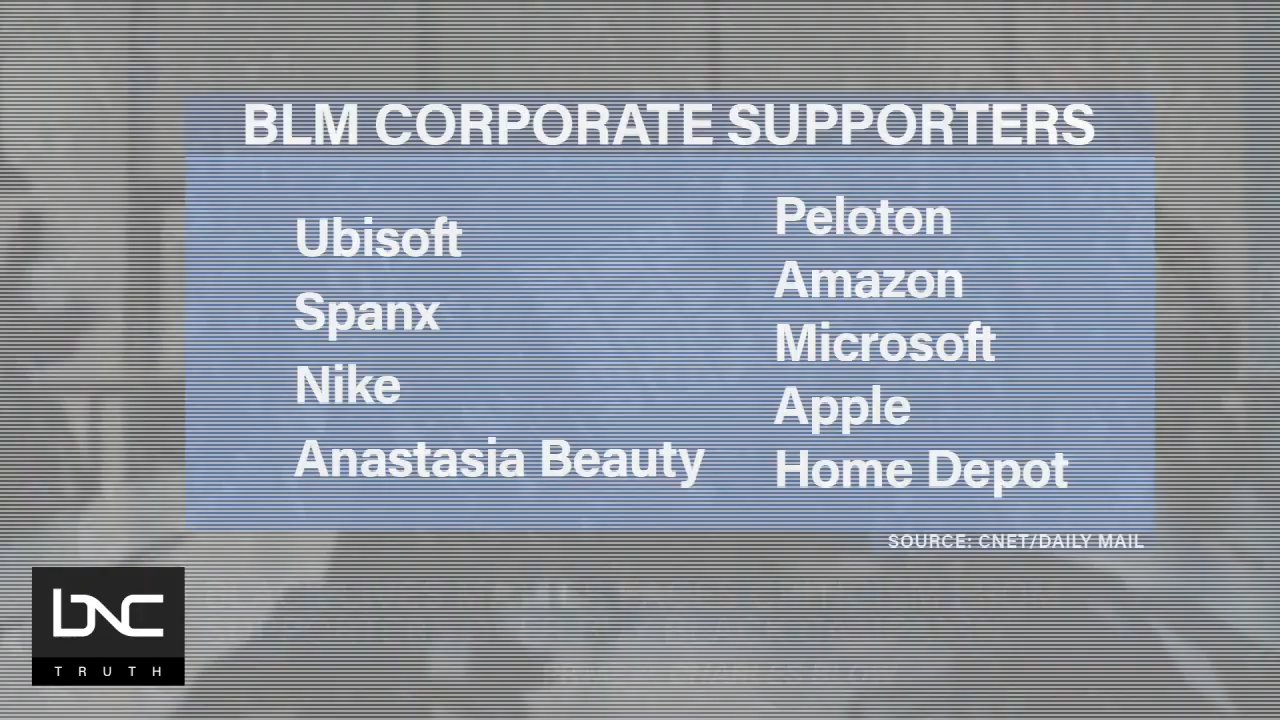 BLM CORPORATE SUPPORTERS
Ubisoft
Spanx
Nike
Anastasia Beauty
Peloton
Amazon
Microsoft
Apple
Home Depot
SOURCE: CNET/DAILY MAIL
bNC
TRUTH